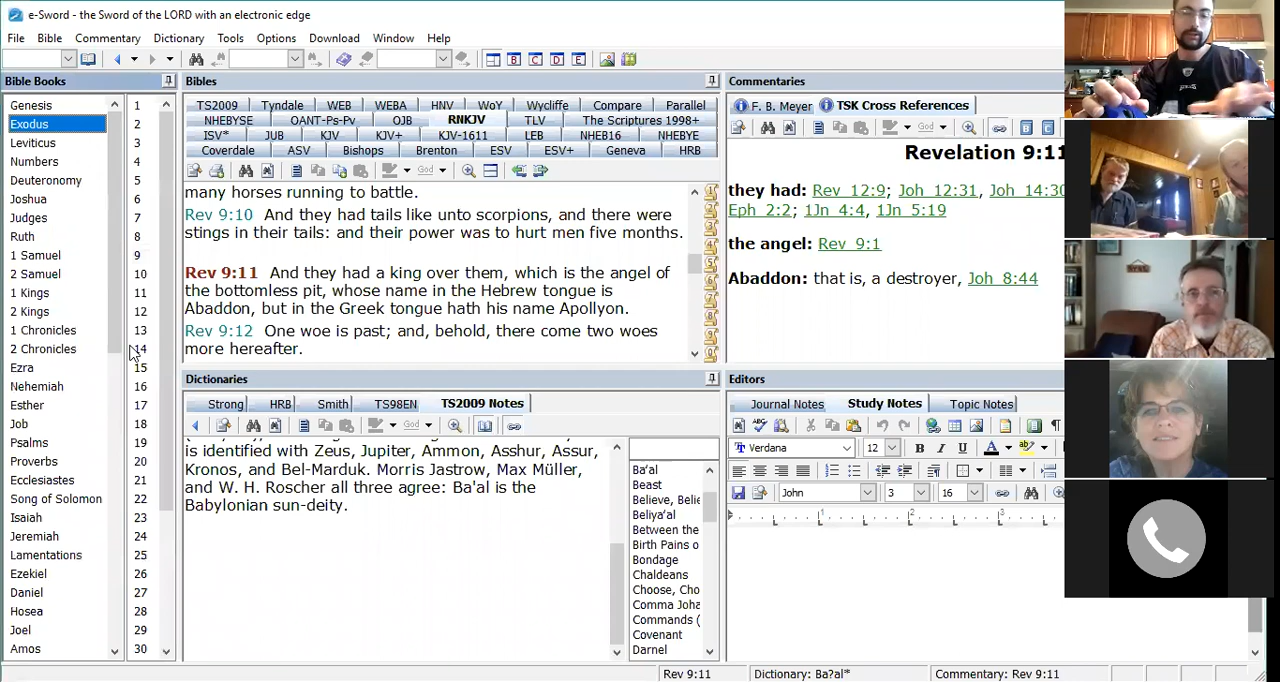 e-Sword - the Sword of the LORD with an electronic edge
File Bible Commentary Dictionary Tools Options Download Window Help
B C D E
Bible Books
Genesis 1
Exodus 2
Leviticus 3
Numbers 4
Deuteronomy 5
Joshua 6
Judges 7
Ruth 8
1 Samuel 9
2 Samuel 10
1 Kings 11
2 Kings 12
1 Chronicles 13
2 Chronicles 14
Ezra 15
Nehemiah 16
Esther 17
Job 18
Psalms 19
Proverbs 20
Ecclesiastes 21
Song of Solomon 22
Isaiah 23
Jeremiah 24
Lamentations 25
Ezekiel 26
Daniel 27
Hosea 28
Joel 29
Amos 30
Bibles
TS2009 Tyndale WEB WEBA HNV WoY Wycliffe Compare Parallel
NHEBYSE OANT-Ps-Pv OJB RNKJV TLV The Scriptures 1998+
ISV* JUB KJV KJV+ KJV-1611 LEB NHEB16 NHEBYE
Coverdale ASV Bishops Brenton ESV ESV+ Geneva HRB
God
many horses running to battle.
Rev 9:10 And they had tails like unto scorpions, and there were
stings in their tails: and their power was to hurt men five months.
Rev 9:11 And they had a king over them, which is the angel of
the bottomless pit, whose name in the Hebrew tongue is
Abaddon, but in the Greek tongue hath his name Apollyon.
Rev 9:12 One woe is past; and, behold, there come two woes
more hereafter.
Commentaries
F. B. Meyer TSK Cross References
God B C
Revelation 9:11
they had: Rev 12:9; Joh 12:31, Joh 14:30
Eph 2:2; 1Jn 4:4, 1Jn 5:19
the angel: Rev 9:1
Abaddon: that is, a destroyer, Joh 8:44
Dictionaries
Strong HRB Smith TS98EN TS2009 Notes
God
is identified with Zeus, Jupiter, Ammon, Asshur, Assur,
Kronos, and Bel-Marduk. Morris Jastrow, Max Müller,
and W. H. Roscher all three agree: Ba'al is the
Babylonian sun-deity.
Ba'al
Beast
Believe, Belie
Beliya'al
Between the
Birth Pains o
Bondage
Chaldeans
Choose, Cho
Comma Joha
Commands (
Covenant
Darnel
Editors
Journal Notes Study Notes Topic Notes
Verdana 12 B I U A ab
John 3 16
1 2 3
Rev 9:11 Dictionary: Ba?al* Commentary: Rev 9:11